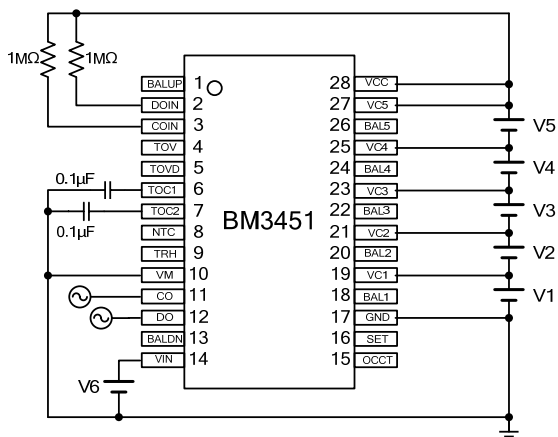 1MΩ 1MΩ
BALUP 1 28 VCC
DOIN 2 27 VC5
COIN 3 26 BAL5 V5
TOV 4 25 VC4
TOVD 5 24 BAL4 V4
0.1μF TOC1 6 23 VC3
TOC2 7 BM3451 22 BAL3 V3
0.1μF NTC 8 21 VC2
TRH 9 20 BAL2 V2
VM 10 19 VC1
CO 11 18 BAL1 V1
DO 12 17 GND
BALDN 13 16 SET
VIN 14 15 OCCT
V6